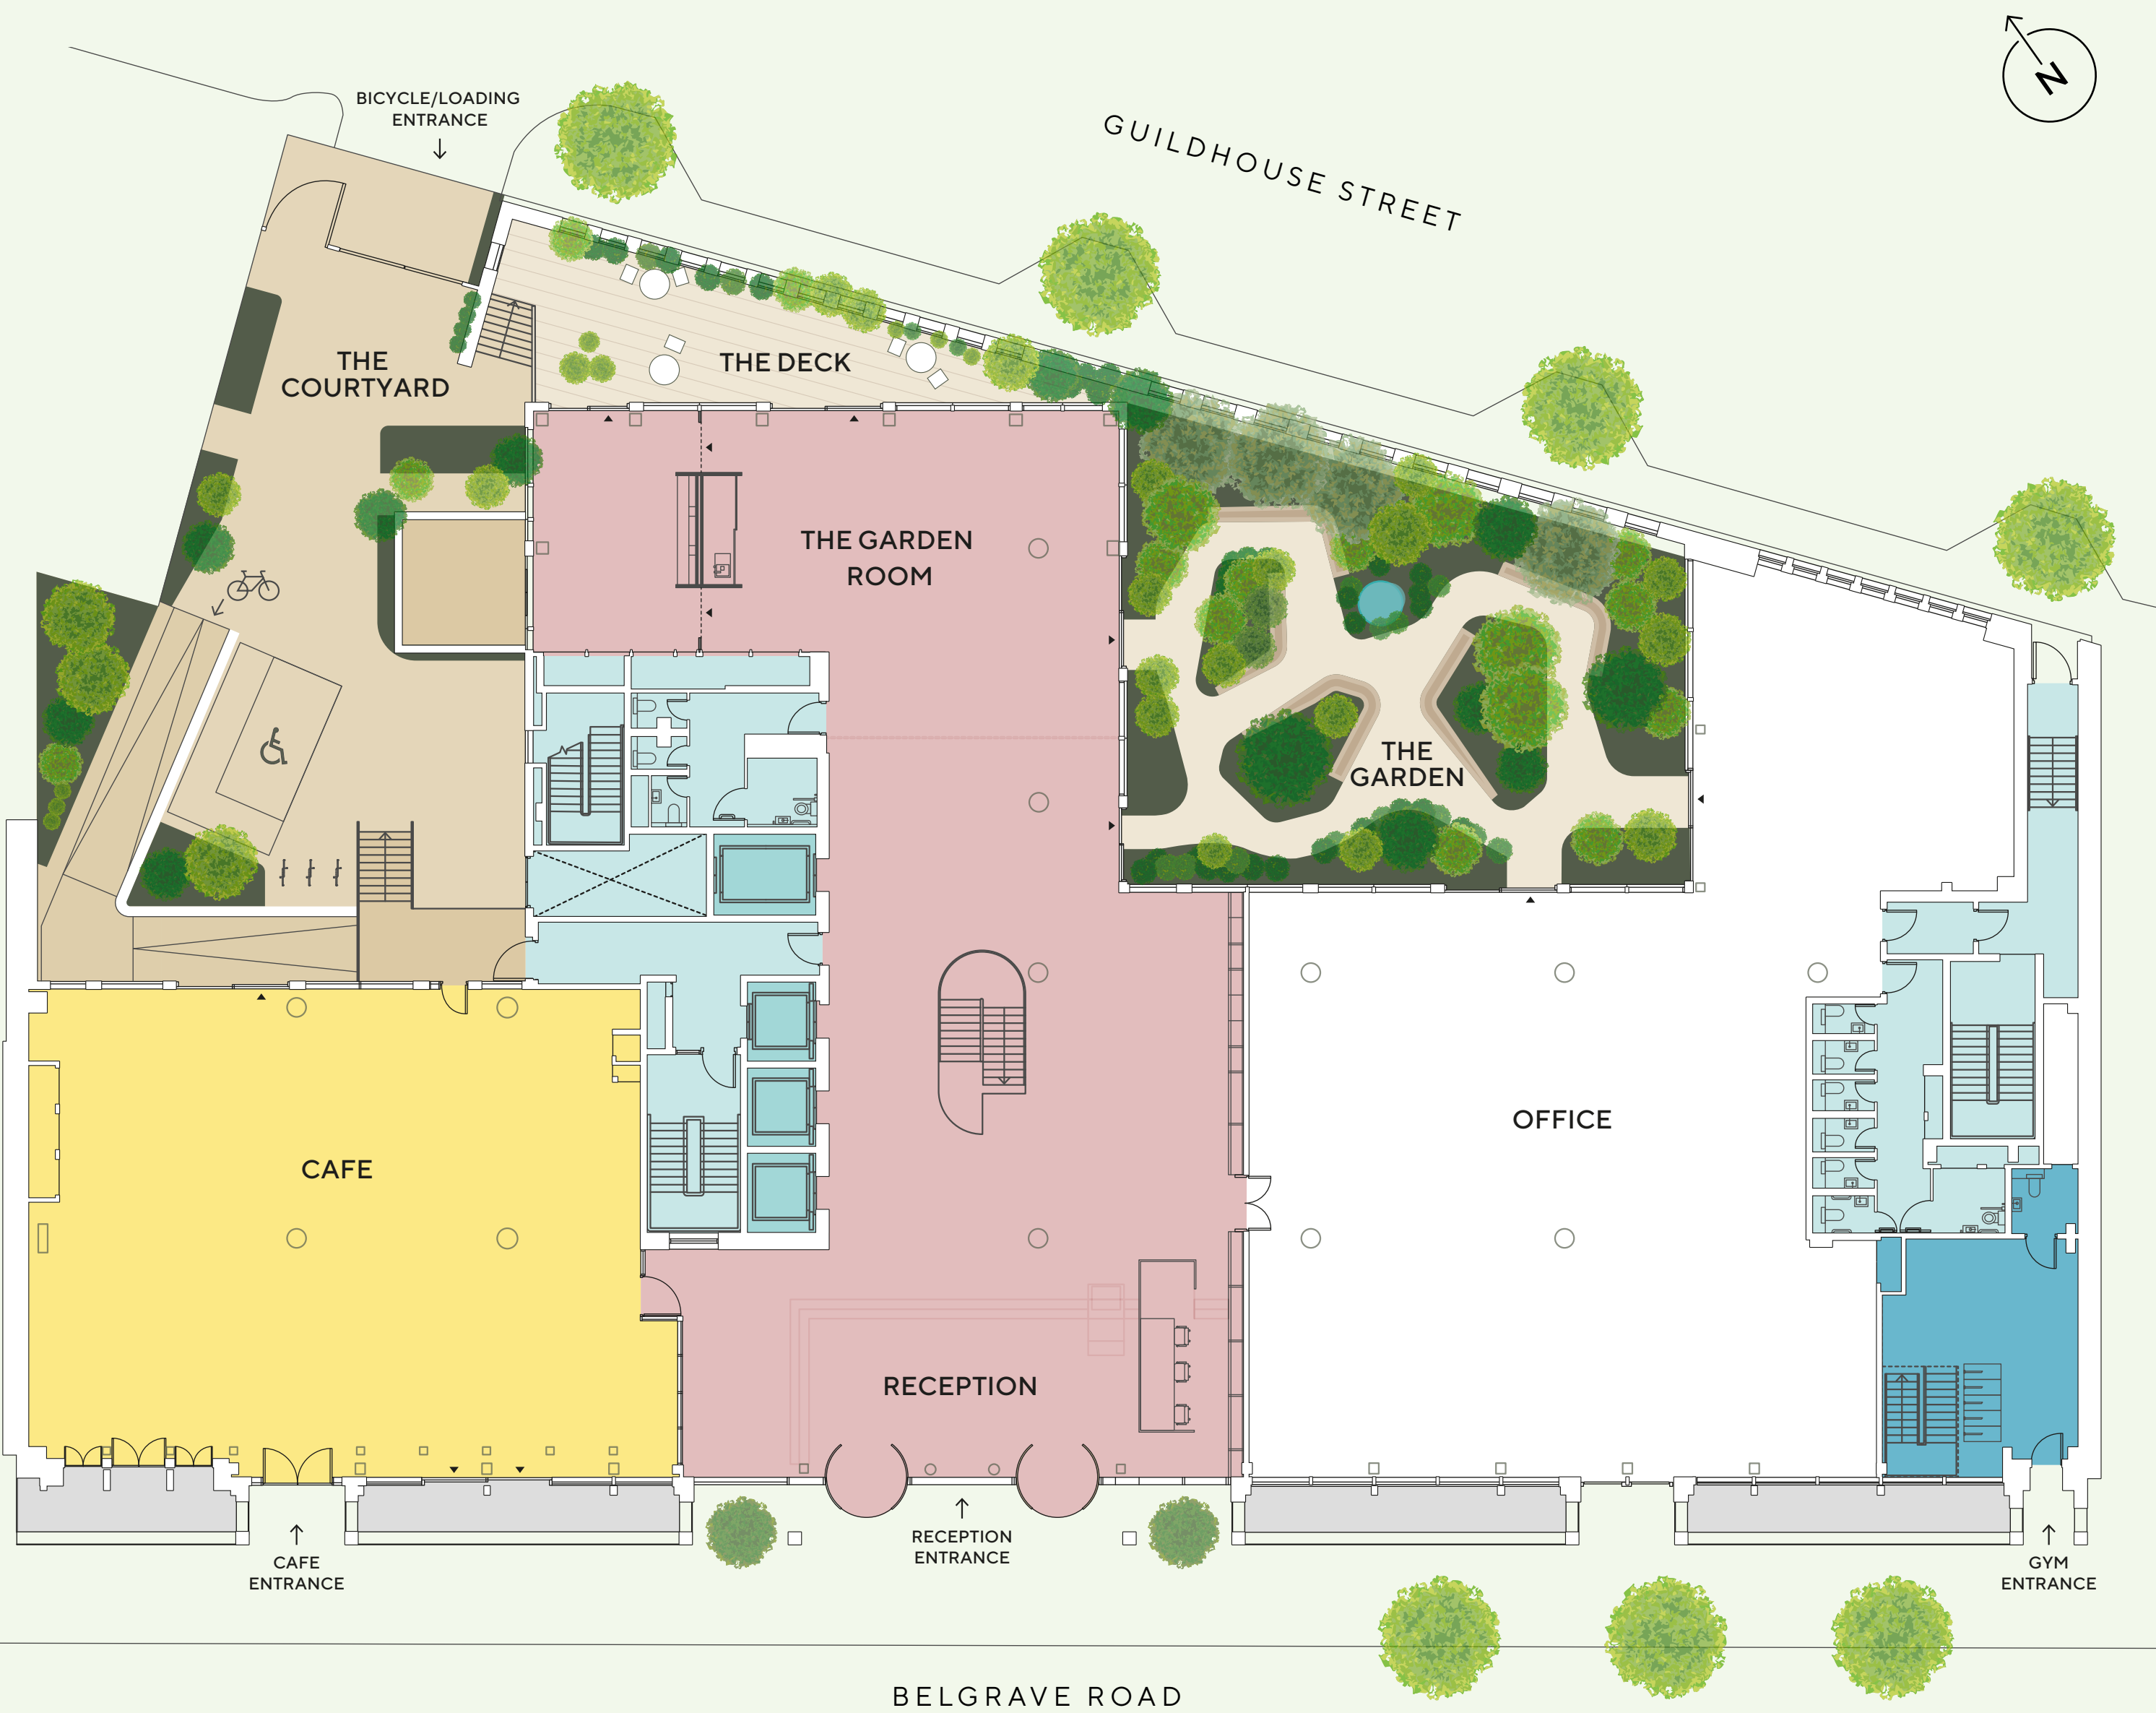 N
BICYCLE/LOADING
ENTRANCE
GUILDHOUSE STREET
THE
COURTYARD
THE DECK
THE GARDEN
ROOM
THE
GARDEN
OFFICE
CAFE
RECEPTION
CAFE
ENTRANCE
RECEPTION
ENTRANCE
GYM
ENTRANCE
BELGRAVE ROAD